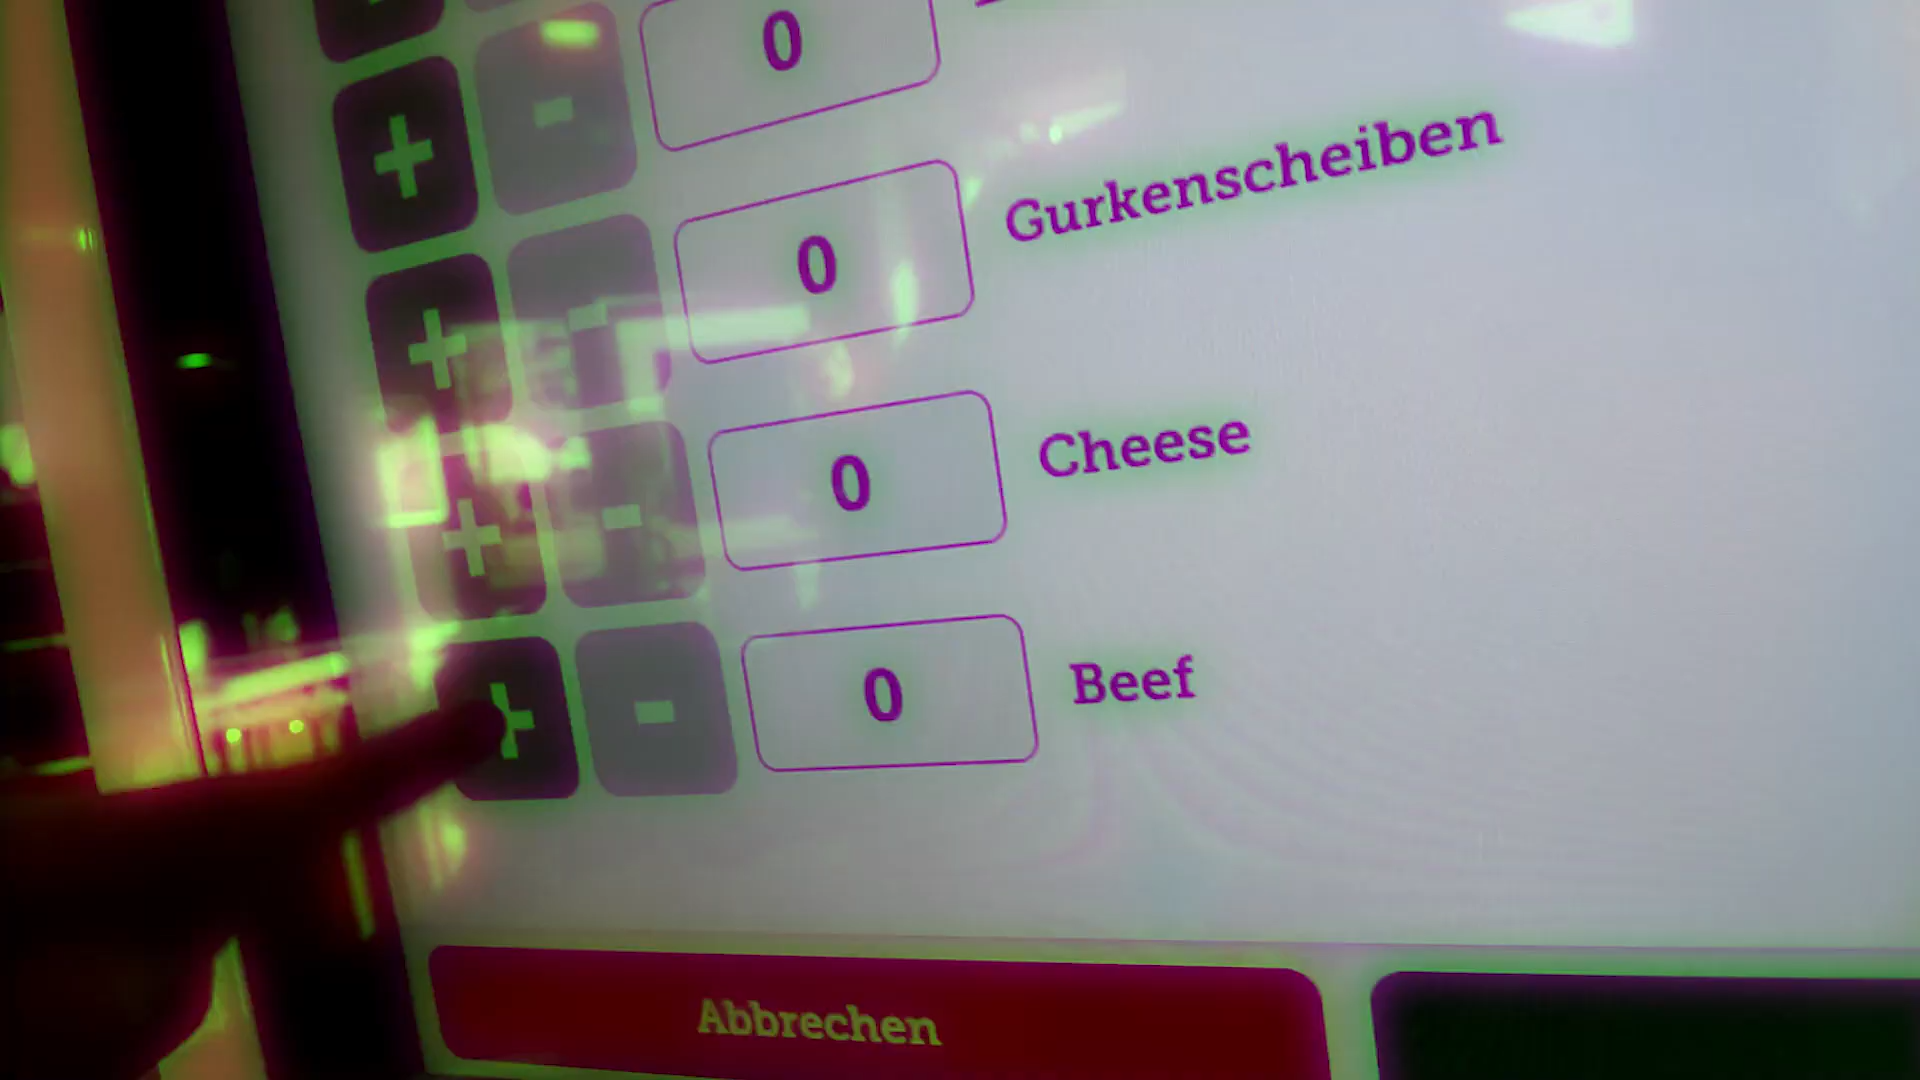 + - 0
+ - 0 Gurkenscheiben
+ - 0 Cheese
+ - 0 Beef
Abbrechen